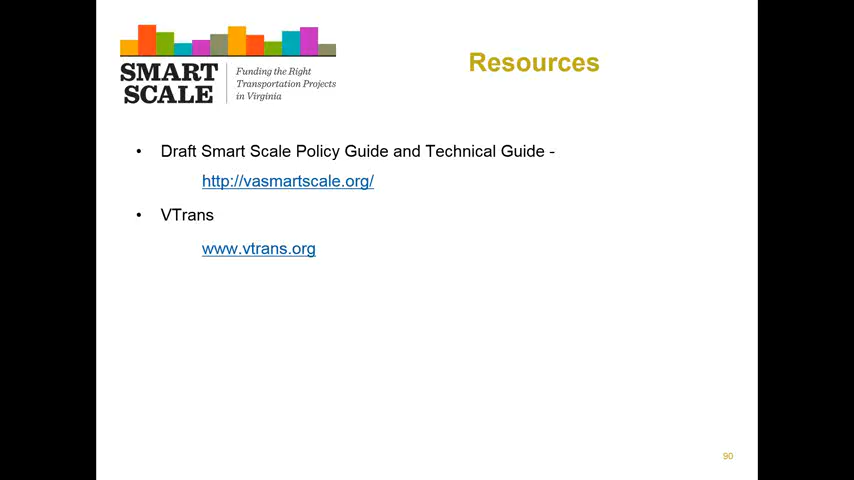 SMART
SCALE
Funding the Right
Transportation Projects
in Virginia
Resources
• Draft Smart Scale Policy Guide and Technical Guide -
http://vasmartscale.org/
• VTrans
www.vtrans.org
90